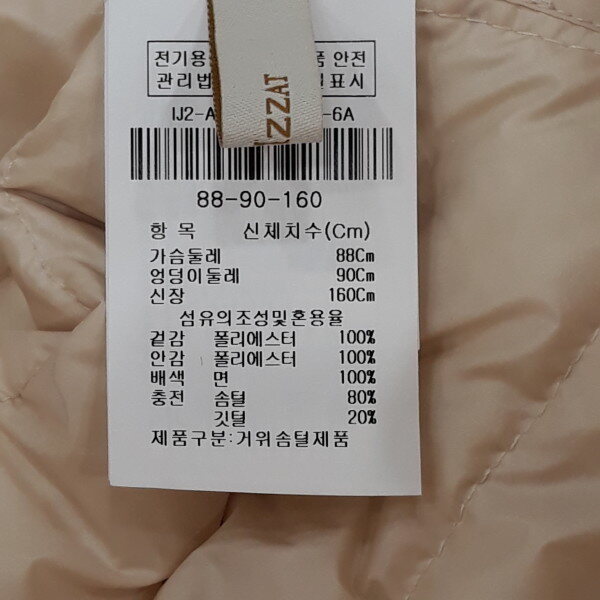 전기용 품 안전
관리법 표시
IJ2-A -6A
ZZAT
88-90-160
항 목 신체치수(Cm)
가슴둘레 88Cm
엉덩이둘레 90Cm
신장 160Cm
섬유의조성및혼용율
겉감 폴리에스터 100%
안감 폴리에스터 100%
배색 면 100%
충전 솜털 80%
깃털 20%
제품구분:거위솜털제품